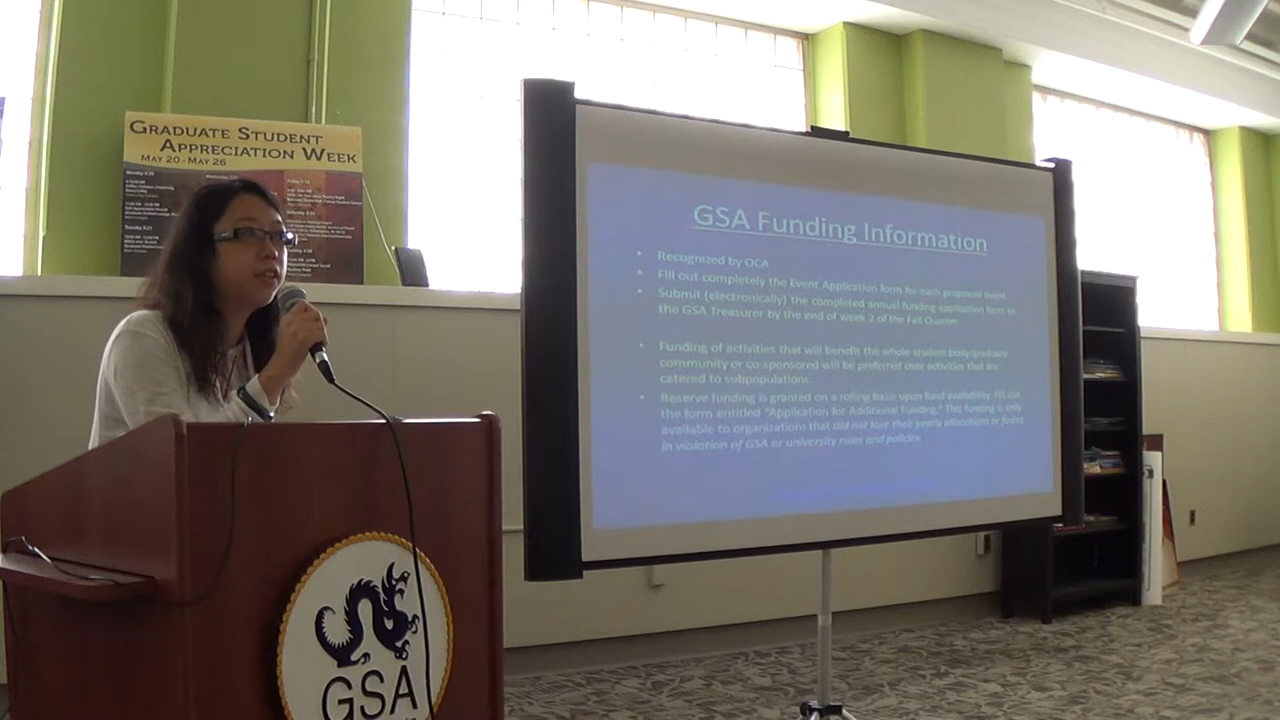 GRADUATE STUDENT
APPRECIATION WEEK
MAY 20 - MAY 26
GSA Funding Information
• Recognized by OCA
• Fill out completely the Event Application form for each proposed event
• Submit (electronically) the completed annual funding application form to
the GSA Treasurer by the end of week 2 of the Fall Quarter
• Funding of activities that will benefit the whole student body/graduate
community or co-sponsored will be preferred over activities that are
catered to subpopulations.
• Reserve funding is granted on a rolling basis upon fund availability. Fill out
the form entitled "Application for Additional Funding." This funding is only
available to organizations that did not lose their yearly allocations or found
in violation of GSA or university rules and policies.
GSA